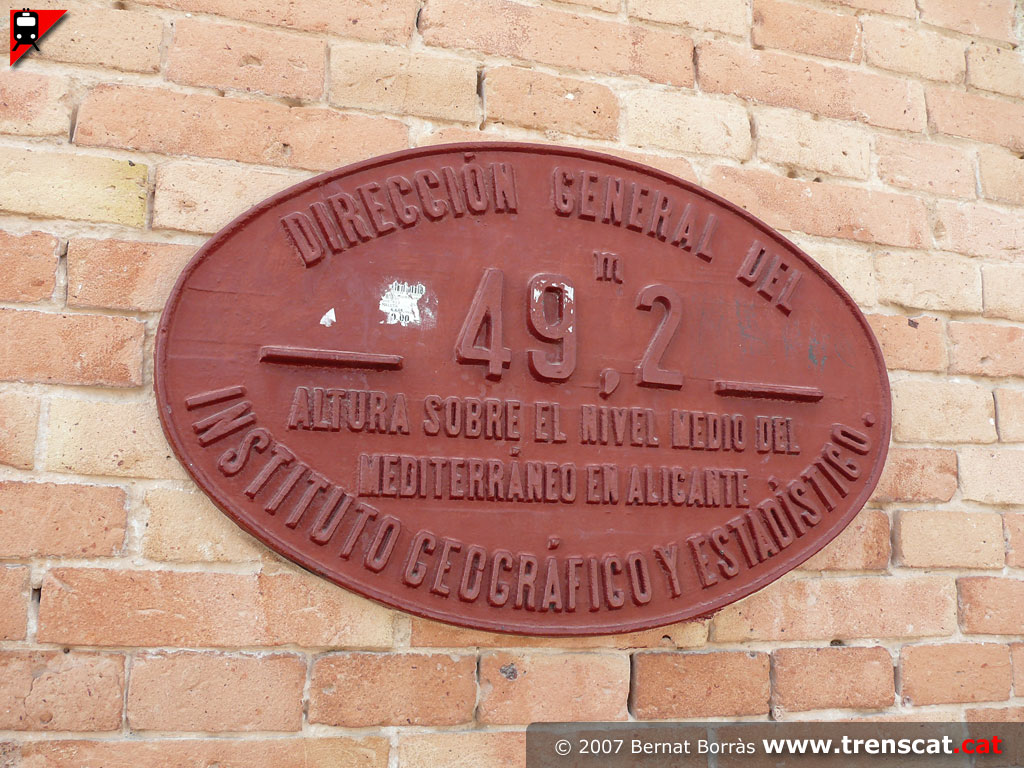 DIRECCIÓN GENERAL DEL
49,2 m
ALTURA SOBRE EL NIVEL MEDIO DEL
MEDITERRÁNEO EN ALICANTE
INSTITUTO GEOGRÁFICO Y ESTADÍSTICO.
© 2007 Bernat Borràs www.trenscat.cat